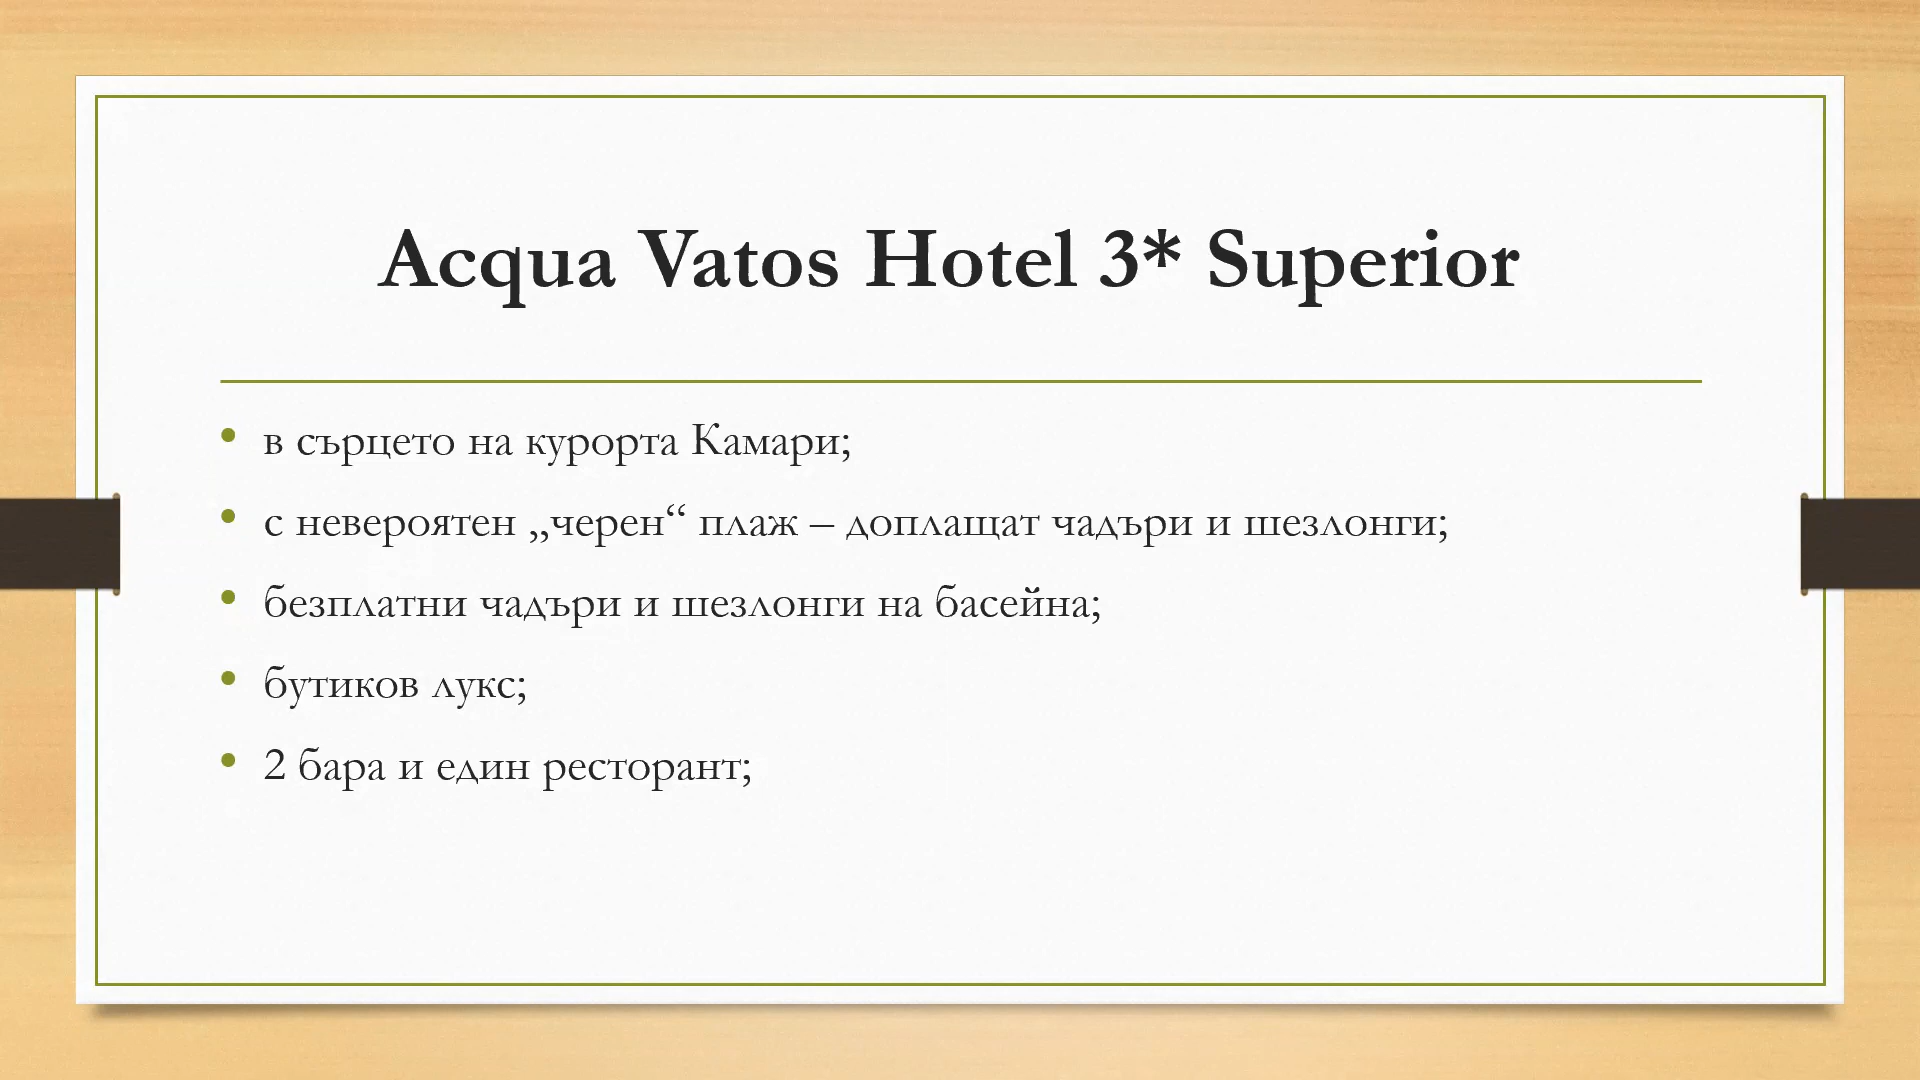 Acqua Vatos Hotel 3* Superior
• в сърцето на курорта Камари;
• с невероятен „черен“ плаж – доплащат чадъри и шезлонги;
• безплатни чадъри и шезлонги на басейна;
• бутиков лукс;
• 2 бара и един ресторант;